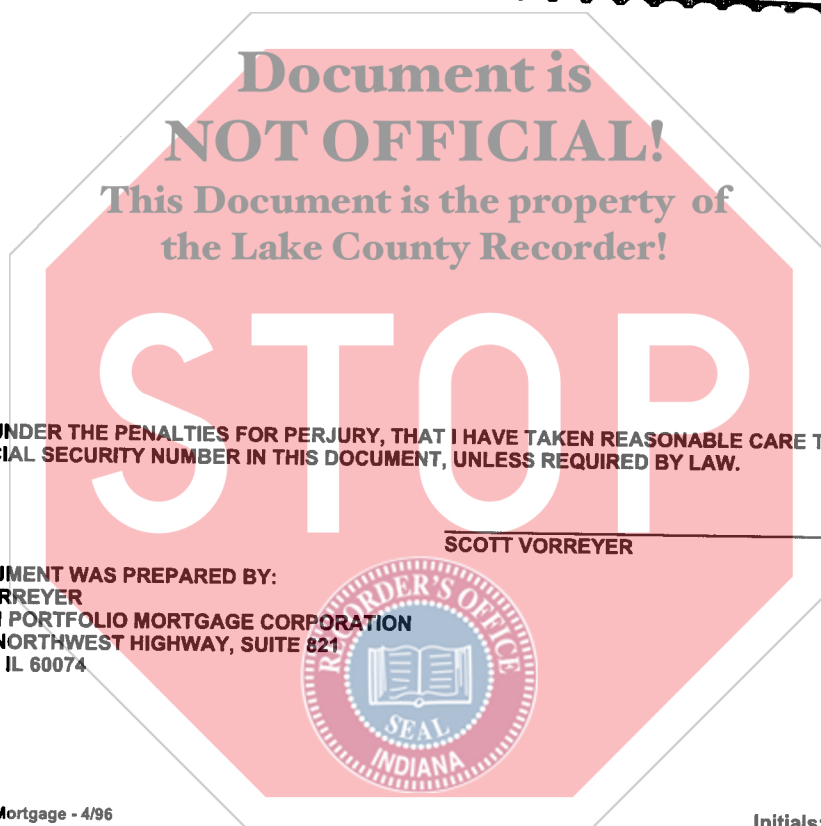 Document is
NOT OFFICIAL!
This Document is the property of
the Lake County Recorder!
STOP
UNDER THE PENALTIES FOR PERJURY, THAT I HAVE TAKEN REASONABLE CARE T
CIAL SECURITY NUMBER IN THIS DOCUMENT, UNLESS REQUIRED BY LAW.
SCOTT VORREYER
UMENT WAS PREPARED BY:
RREYER
PORTFOLIO MORTGAGE CORPORATION
NORTHWEST HIGHWAY, SUITE 821
IL 60074
RECORDER'S OFFICE
SEAL
INDIANA
Mortgage - 4/96
Initials: